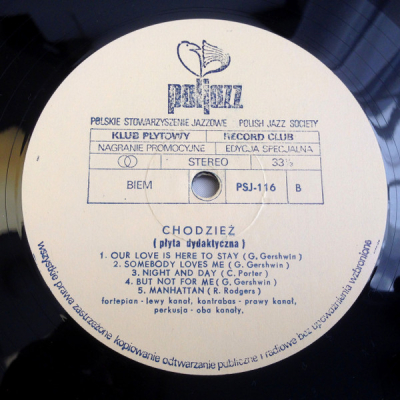 poljazz
POLSKIE STOWARZYSZENIE JAZZOWE POLISH JAZZ SOCIETY
KLUB PŁYTOWY RECORD CLUB
NAGRANIE PROMOCYJNE EDYCJA SPECJALNA
STEREO 33⅓
BIEM PSJ-116 B
CHODZIEŻ
(płyta dydaktyczna)
1. OUR LOVE IS HERE TO STAY (G. Gershwin)
2. SOMEBODY LOVES ME (G. Gershwin)
3. NIGHT AND DAY (C. Porter)
4. BUT NOT FOR ME (G. Gershwin)
5. MANHATTAN (R. Rodgers)
fortepian - lewy kanał, kontrabas - prawy kanał,
perkusja - oba kanały,
wszystkie prawa zastrzeżone kopiowanie odtwarzanie publiczne i radiowe bez upoważnienia wzbronione